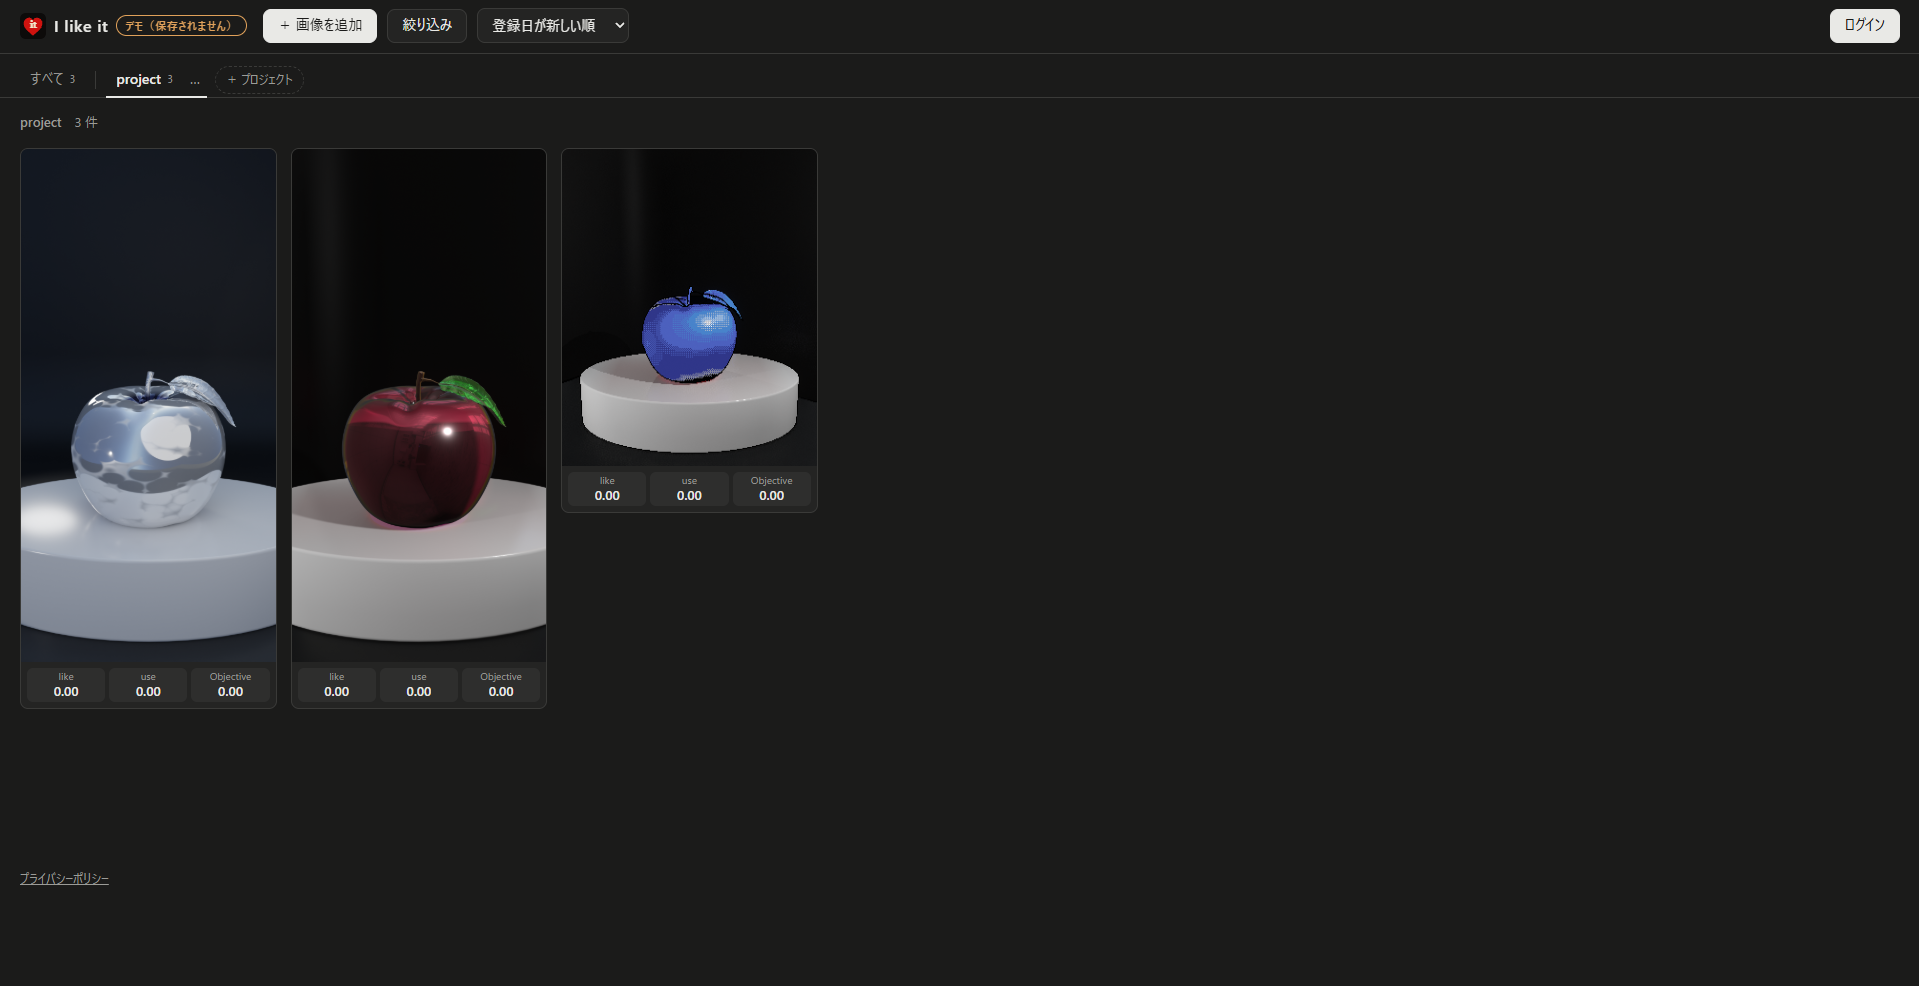 it I like it デモ（保存されません） ＋ 画像を追加 絞り込み 登録日が新しい順 ログイン
すべて 3 project 3 ... ＋ プロジェクト
project 3 件
like use Objective
0.00 0.00 0.00
like use Objective
0.00 0.00 0.00
like use Objective
0.00 0.00 0.00
プライバシーポリシー